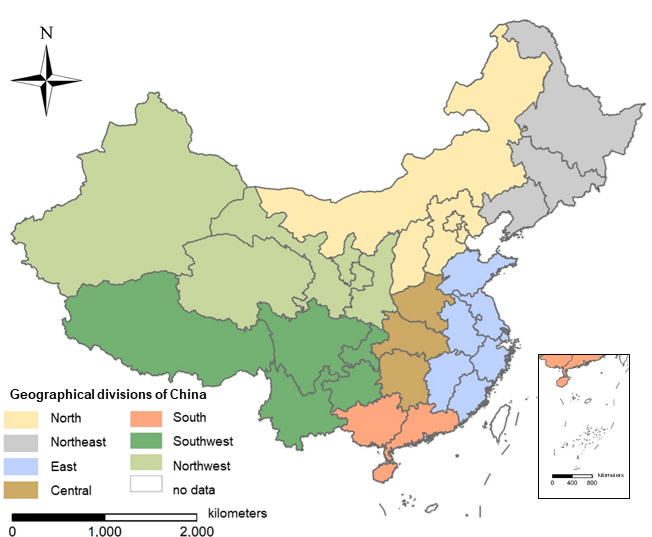 N
Geographical divisions of China
North
South
Northeast
Southwest
East
Northwest
Central
no data
kilometers
0 1.000 2.000
kilometers
0 400 800